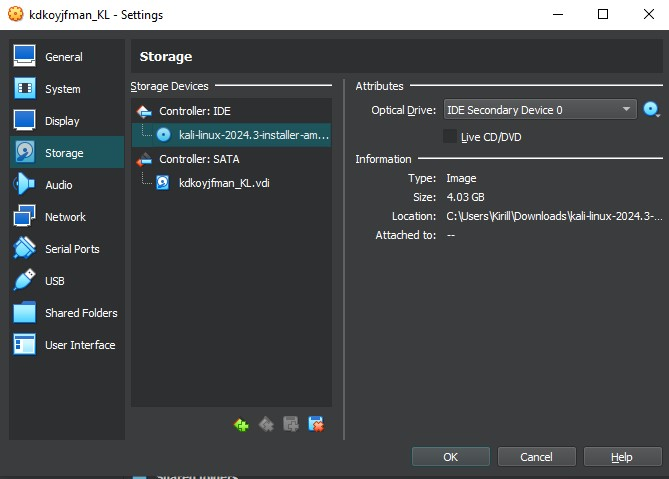 kdkoyjfman_KL - Settings
General
System
Display
Storage
Audio
Network
Serial Ports
USB
Shared Folders
User Interface
Storage
Storage Devices
Controller: IDE
kali-linux-2024.3-installer-am...
Controller: SATA
kdkoyjfman_KL.vdi
Attributes
Optical Drive: IDE Secondary Device 0
Live CD/DVD
Information
Type: Image
Size: 4.03 GB
Location: C:\Users\Kirill\Downloads\kali-linux-2024.3-...
Attached to: --
OK
Cancel
Help
Shared folders